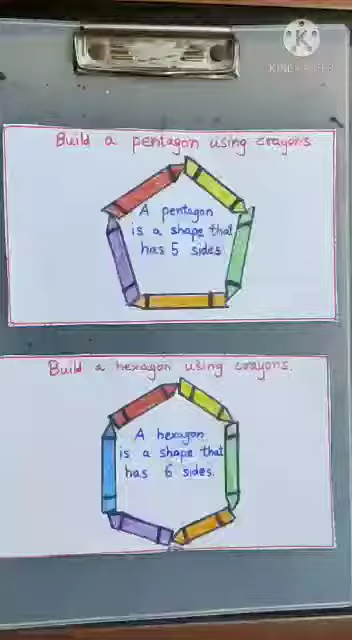 KINEMASTER
Build a pentagon using crayons
A pentagon
is a shape that
has 5 sides
Build a hexagon using crayons.
A hexagon
is a shape that
has 6 sides.